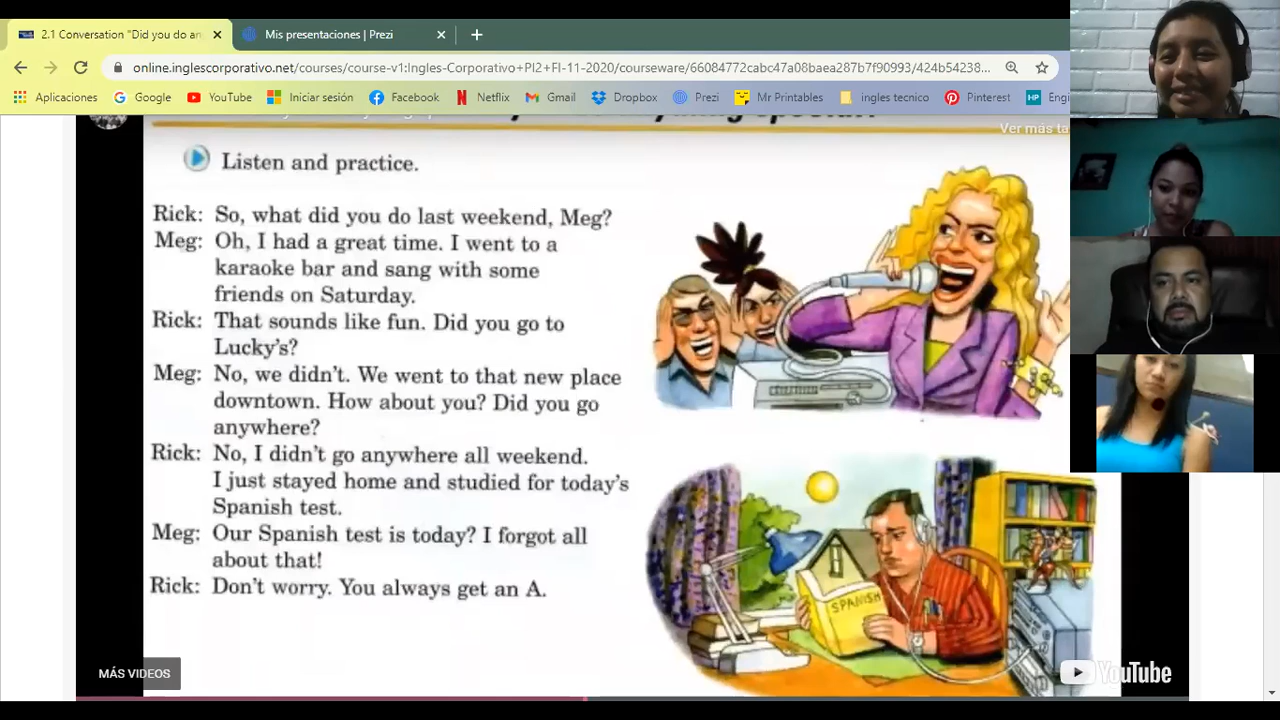 2.1 Conversation "Did you do an
Mis presentaciones | Prezi
online.inglescorporativo.net/courses/course-v1:Ingles-Corporativo+PI2+FI-11-2020/courseware/66084772cabc47a08baea287b7f90993/424b54238...
Aplicaciones
Google
YouTube
Iniciar sesión
Facebook
Netflix
Gmail
Dropbox
Prezi
Mr Printables
ingles tecnico
Pinterest
HP
Engl
Ver más ta
Listen and practice.
Rick: So, what did you do last weekend, Meg?
Meg: Oh, I had a great time. I went to a
karaoke bar and sang with some
friends on Saturday.
Rick: That sounds like fun. Did you go to
Lucky's?
Meg: No, we didn't. We went to that new place
downtown. How about you? Did you go
anywhere?
Rick: No, I didn't go anywhere all weekend.
I just stayed home and studied for today's
Spanish test.
Meg: Our Spanish test is today? I forgot all
about that!
Rick: Don't worry. You always get an A.
SPANISH
MÁS VIDEOS
YouTube